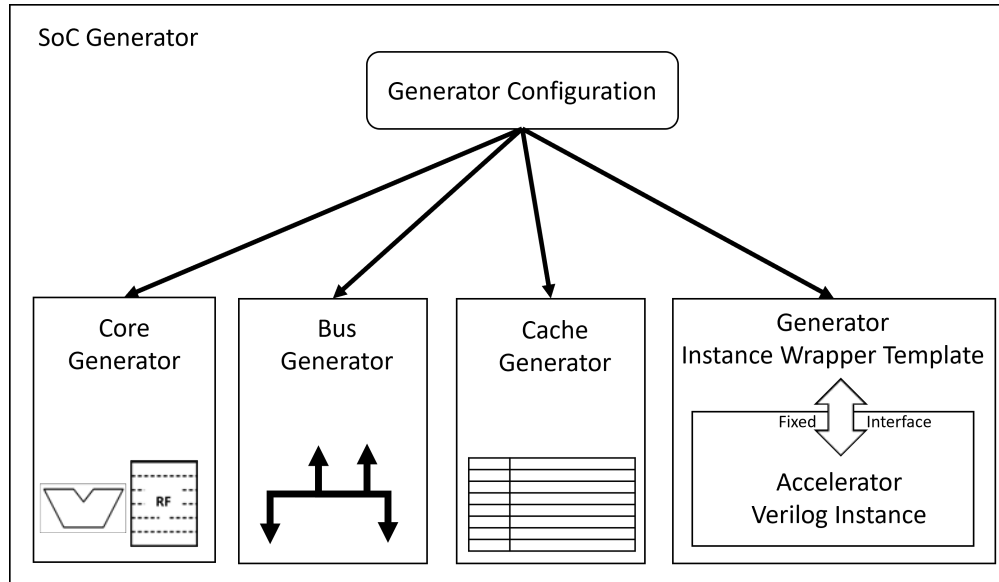 SoC Generator
Generator Configuration
Core
Generator
RF
Bus
Generator
Cache
Generator
Generator
Instance Wrapper Template
Fixed
Interface
Accelerator
Verilog Instance